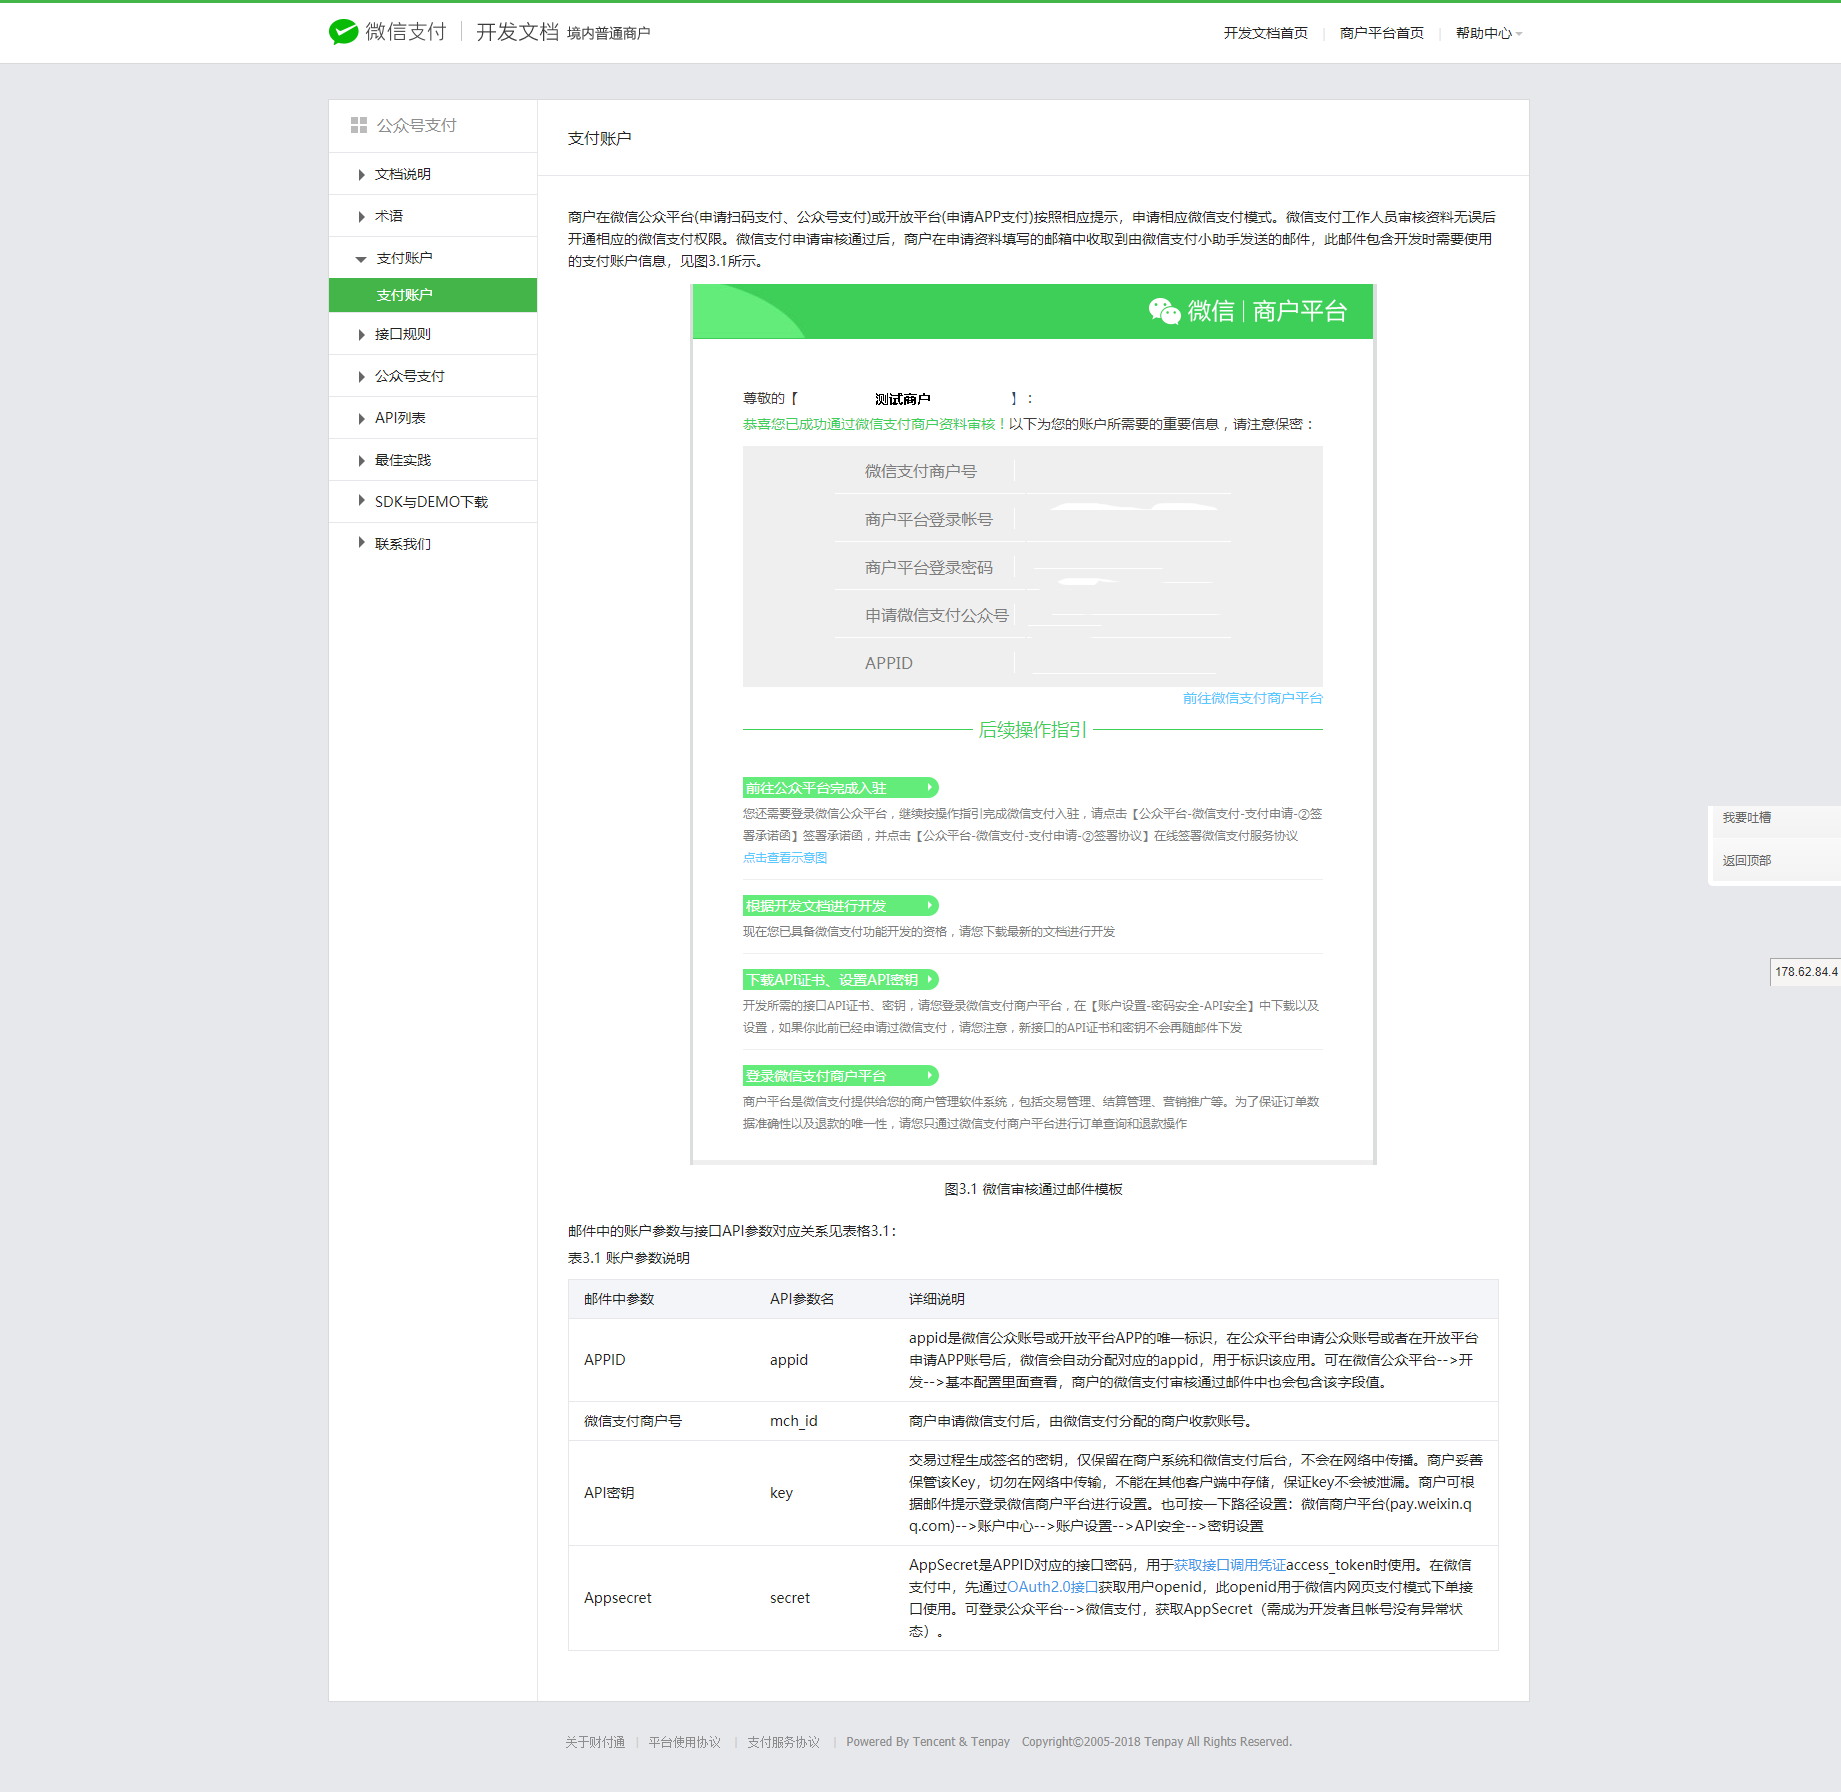 微信支付 开发文档 境内普通商户
开发文档首页 商户平台首页 帮助中心
公众号支付
文档说明
术语
支付账户
支付账户
接口规则
公众号支付
API列表
最佳实践
SDK与DEMO下载
联系我们
支付账户
商户在微信公众平台(申请扫码支付、公众号支付)或开放平台(申请APP支付)按照相应提示，申请相应微信支付模式。微信支付工作人员审核资料无误后
开通相应的微信支付权限。微信支付申请审核通过后，商户在申请资料填写的邮箱中收取到由微信支付小助手发送的邮件，此邮件包含开发时需要使用
的支付账户信息，见图3.1所示。
微信 商户平台
尊敬的【 测试商户 】：
恭喜您已成功通过微信支付商户资料审核！以下为您的账户所需要的重要信息，请注意保密：
微信支付商户号
商户平台登录帐号
商户平台登录密码
申请微信支付公众号
APPID
前往微信支付商户平台
后续操作指引
前往公众平台完成入驻
您还需要登录微信公众平台，继续按操作指引完成微信支付入驻，请点击【公众平台-微信支付-支付申请-②签
署承诺函】签署承诺函，并点击【公众平台-微信支付-支付申请-②签署协议】在线签署微信支付服务协议
点击查看示意图
根据开发文档进行开发
现在您已具备微信支付功能开发的资格，请您下载最新的文档进行开发
下载API证书、设置API密钥
开发所需的接口API证书、密钥，请您登录微信支付商户平台，在【账户设置-密码安全-API安全】中下载以及
设置，如果你此前已经申请过微信支付，请您注意，新接口的API证书和密钥不会再随邮件下发
登录微信支付商户平台
商户平台是微信支付提供给您的商户管理软件系统，包括交易管理、结算管理、营销推广等。为了保证订单数
据准确性以及退款的唯一性，请您只通过微信支付商户平台进行订单查询和退款操作
图3.1 微信审核通过邮件模板
邮件中的账户参数与接口API参数对应关系见表格3.1：
表3.1 账户参数说明
邮件中参数 API参数名 详细说明
APPID appid appid是微信公众账号或开放平台APP的唯一标识，在公众平台申请公众账号或者在开放平台
申请APP账号后，微信会自动分配对应的appid，用于标识该应用。可在微信公众平台-->开
发-->基本配置里面查看，商户的微信支付审核通过邮件中也会包含该字段值。
微信支付商户号 mch_id 商户申请微信支付后，由微信支付分配的商户收款账号。
API密钥 key 交易过程生成签名的密钥，仅保留在商户系统和微信支付后台，不会在网络中传播。商户妥善
保管该Key，切勿在网络中传输，不能在其他客户端中存储，保证key不会被泄漏。商户可根
据邮件提示登录微信商户平台进行设置。也可按一下路径设置：微信商户平台(pay.weixin.q
q.com)-->账户中心-->账户设置-->API安全-->密钥设置
Appsecret secret AppSecret是APPID对应的接口密码，用于获取接口调用凭证access_token时使用。在微信
支付中，先通过OAuth2.0接口获取用户openid，此openid用于微信内网页支付模式下单接
口使用。可登录公众平台-->微信支付，获取AppSecret（需成为开发者且帐号没有异常状
态）。
我要吐槽
返回顶部
178.62.84.4
关于财付通 平台使用协议 支付服务协议 Powered By Tencent & Tenpay Copyright©2005-2018 Tenpay All Rights Reserved.